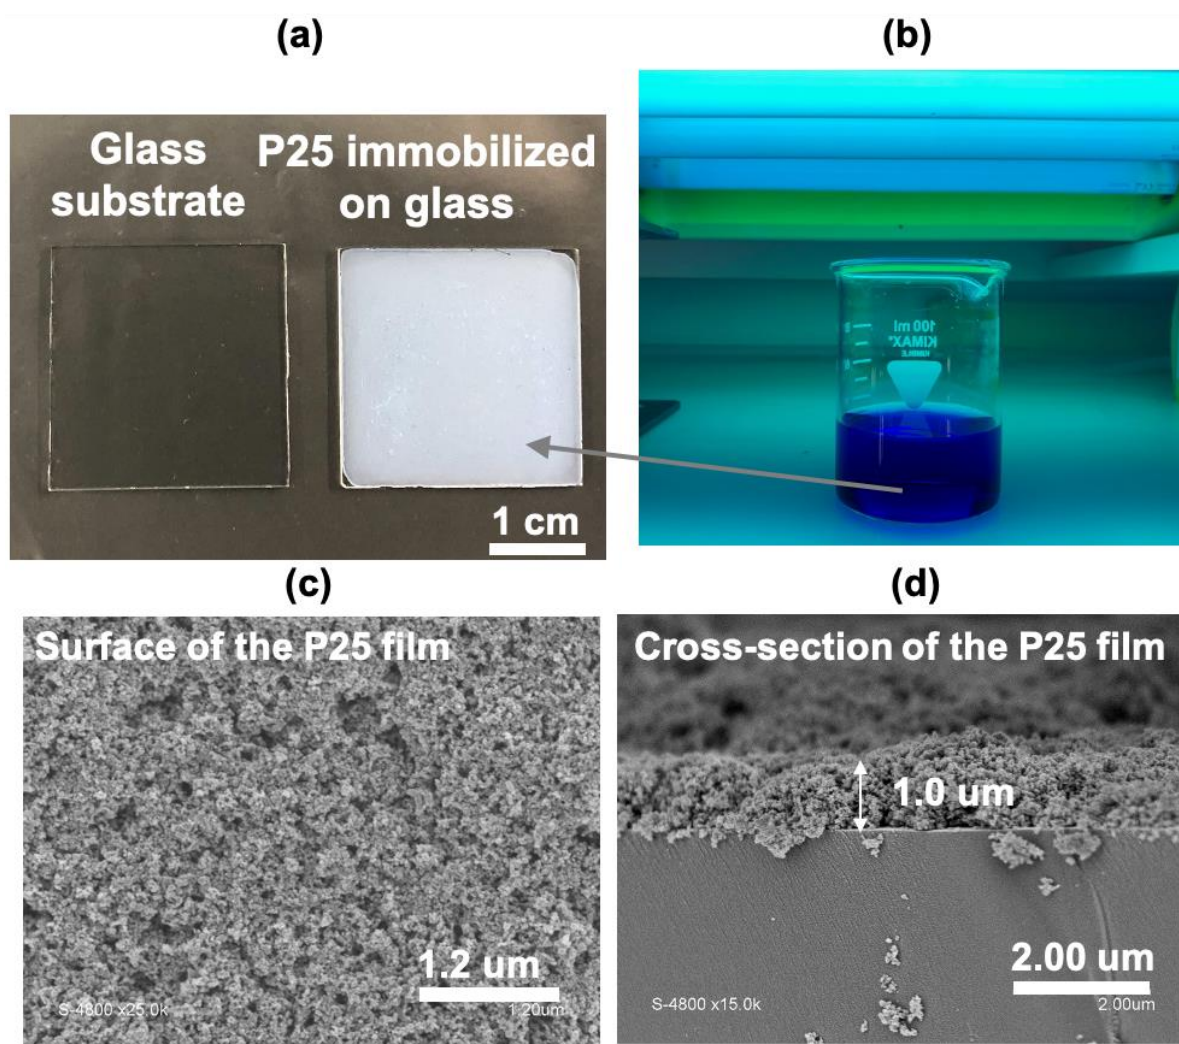 (a)
(b)
Glass
substrate
P25 immobilized
on glass
1 cm
100 ml
KIMAX
KIMBLE
(c)
(d)
Surface of the P25 film
1.2 um
S-4800 x25.0k
1.20um
Cross-section of the P25 film
1.0 um
2.00 um
S-4800 x15.0k
2.00um